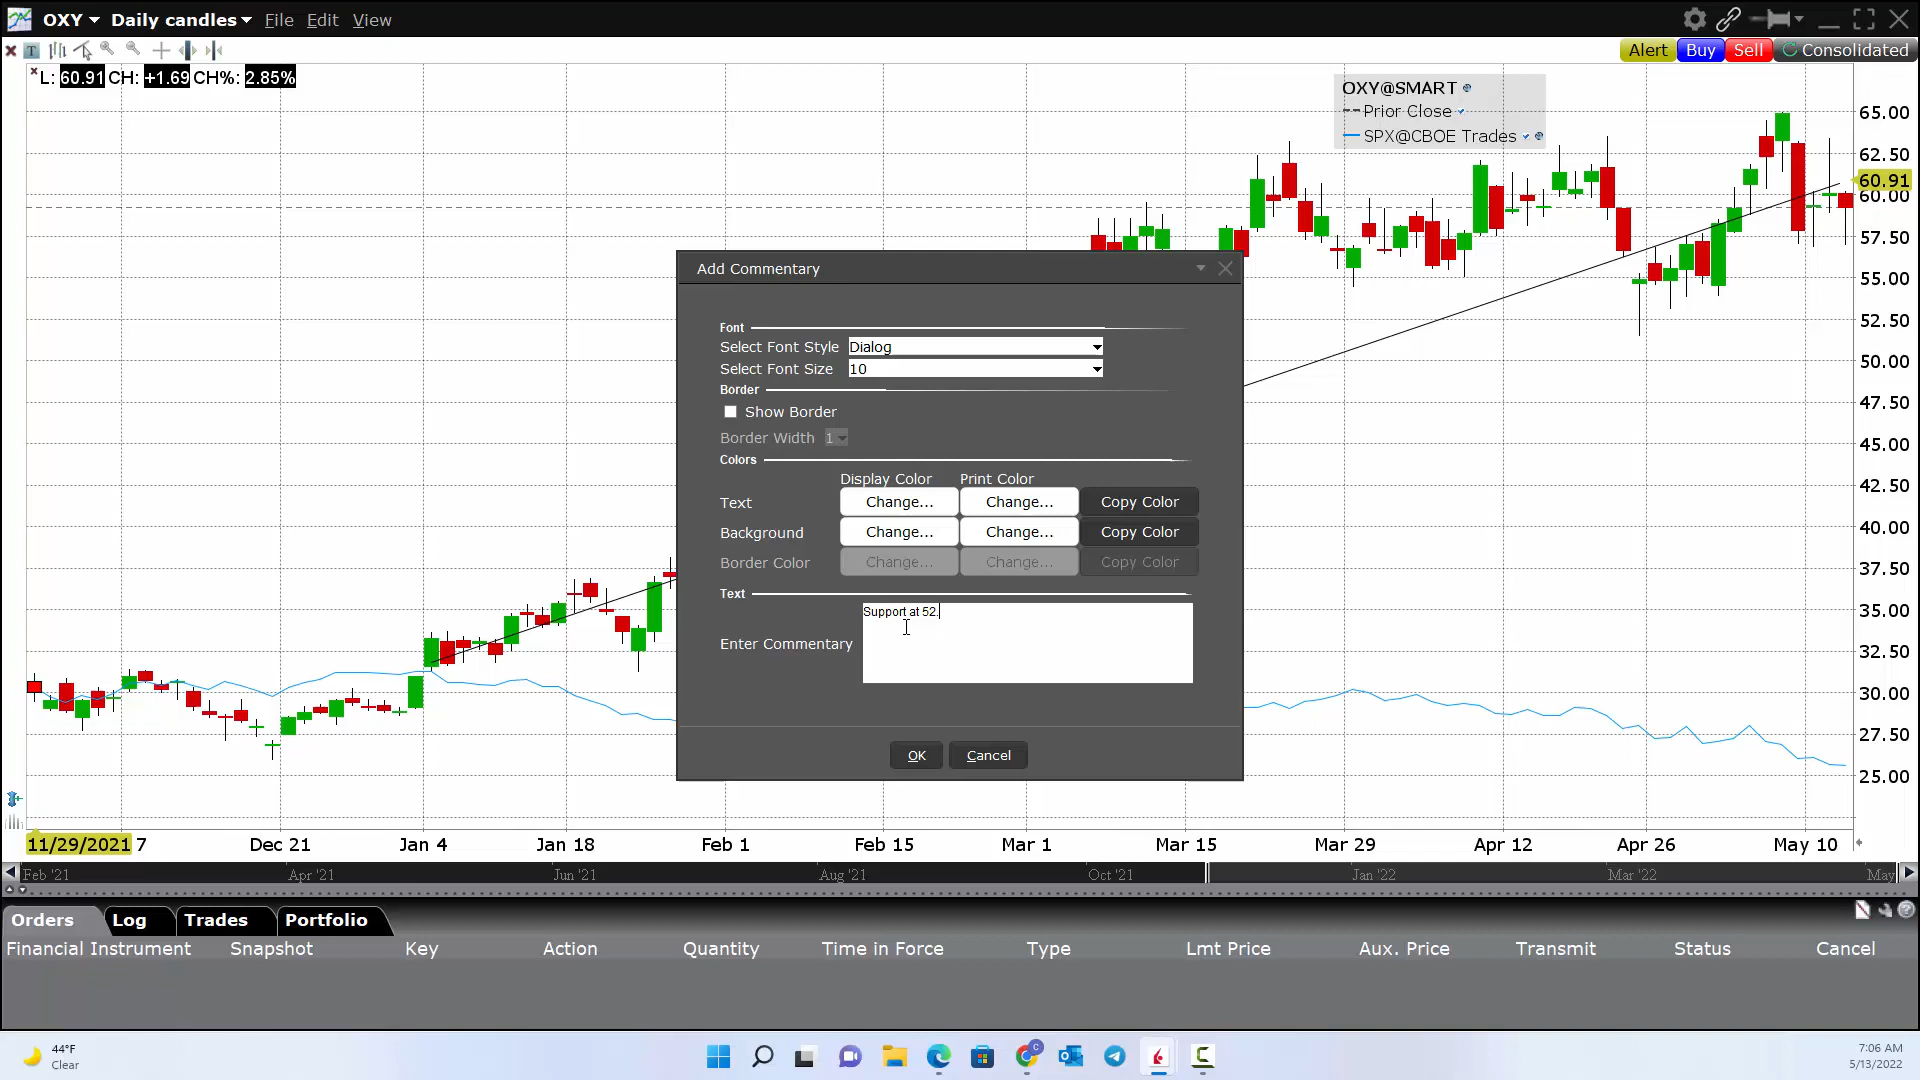 OXY Daily candles File Edit View
Alert Buy Sell Consolidated
L: 60.91 CH: +1.69 CH%: 2.85%
OXY@SMART
Prior Close
SPX@CBOE Trades
65.00
62.50
60.91
60.00
57.50
55.00
52.50
50.00
47.50
45.00
42.50
40.00
37.50
35.00
32.50
30.00
27.50
25.00
Add Commentary
Font
Select Font Style Dialog
Select Font Size 10
Border
Show Border
Border Width 1
Colors
Display Color Print Color
Text Change... Change... Copy Color
Background Change... Change... Copy Color
Border Color Change... Change... Copy Color
Text
Support at 52.
Enter Commentary
OK Cancel
11/29/2021 7 Dec 21 Jan 4 Jan 18 Feb 1 Feb 15 Mar 1 Mar 15 Mar 29 Apr 12 Apr 26 May 10
Feb '21 Apr '21 Jun '21 Aug '21 Oct '21 Jan '22 Mar '22 May
Orders Log Trades Portfolio
Financial Instrument Snapshot Key Action Quantity Time in Force Type Lmt Price Aux. Price Transmit Status Cancel
44°F
Clear
7:06 AM
5/13/2022